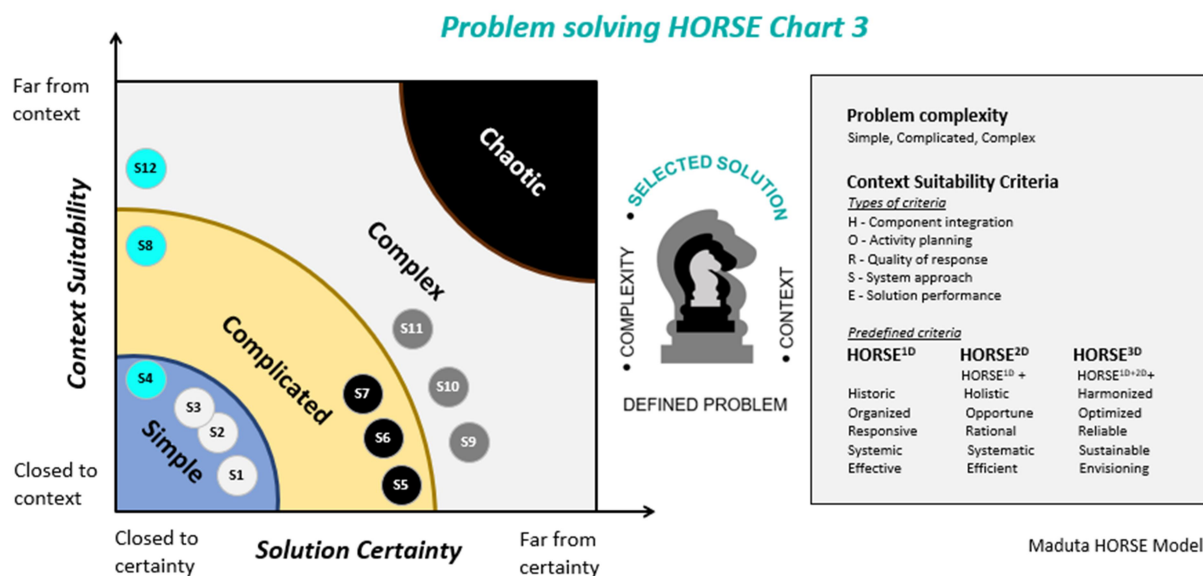 Problem solving HORSE Chart 3
Far from
context
Context Suitability
Closed to
context
S12
S8
S4
S3
S2
S1
Simple
Complicated
Complex
Chaotic
S7
S6
S5
S11
S10
S9
Closed to
certainty
Solution Certainty
Far from
certainty
SELECTED SOLUTION
• COMPLEXITY •
• CONTEXT
DEFINED PROBLEM
Problem complexity
Simple, Complicated, Complex
Context Suitability Criteria
Types of criteria
H - Component integration
O - Activity planning
R - Quality of response
S - System approach
E - Solution performance
Predefined criteria
HORSE1D HORSE2D HORSE3D
HORSE1D + HORSE1D+2D+
Historic Holistic Harmonized
Organized Opportune Optimized
Responsive Rational Reliable
Systemic Systematic Sustainable
Effective Efficient Envisioning
Maduta HORSE Model